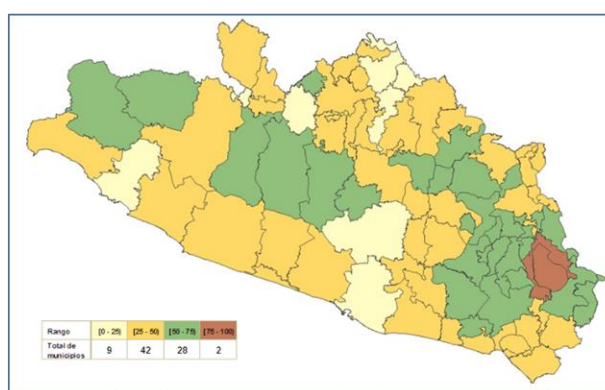 Rango [0 - 25) [25 - 50) [50 - 75) [75 - 100)
Total de municipios 9 42 28 2